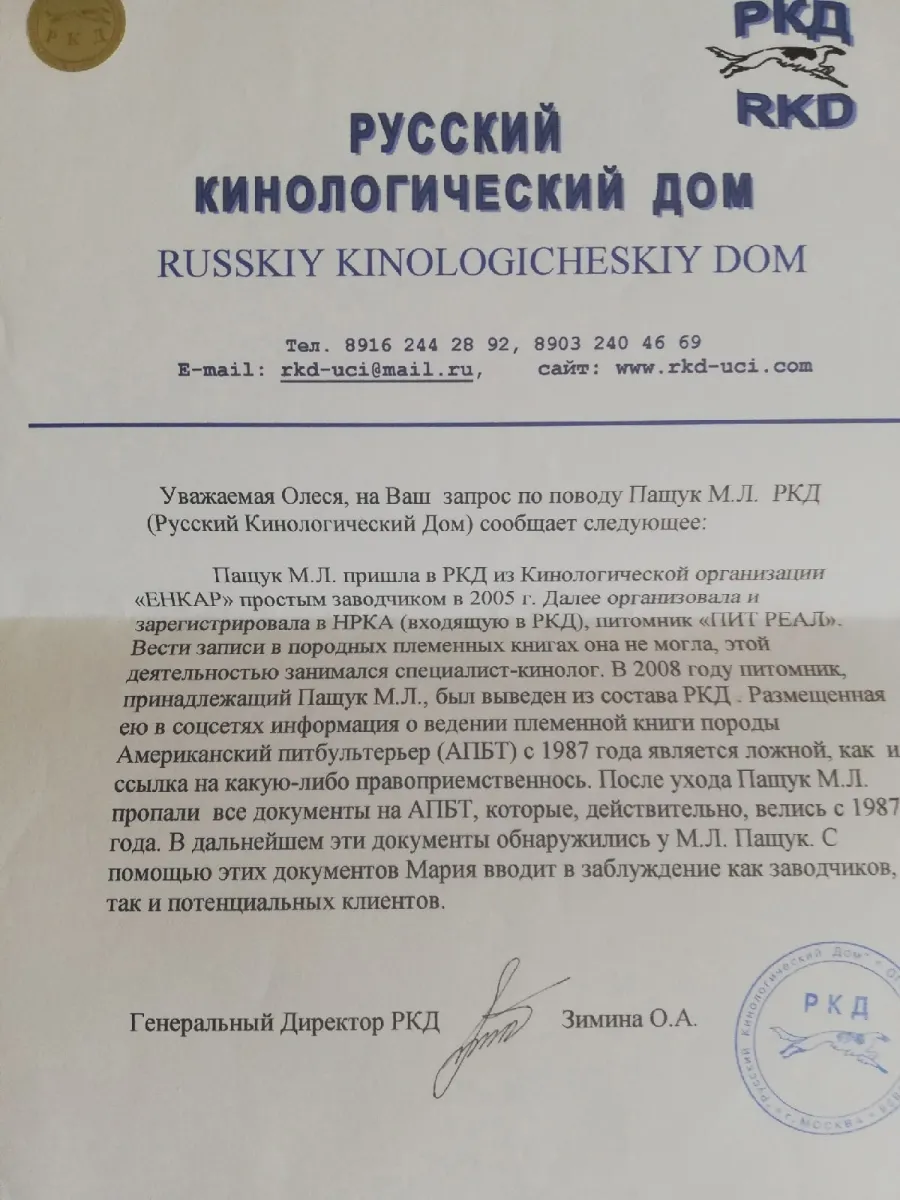 РКД
РКД
RKD
РУССКИЙ
КИНОЛОГИЧЕСКИЙ ДОМ
RUSSKIY KINOLOGICHESKIY DOM
Тел. 8916 244 28 92, 8903 240 46 69
E-mail: rkd-uci@mail.ru, сайт: www.rkd-uci.com
Уважаемая Олеся, на Ваш запрос по поводу Пащук М.Л. РКД
(Русский Кинологический Дом) сообщает следующее:
Пащук М.Л. пришла в РКД из Кинологической организации
«ЕНКАР» простым заводчиком в 2005 г. Далее организовала и
зарегистрировала в НРКА (входящую в РКД), питомник «ПИТ РЕАЛ».
Вести записи в породных племенных книгах она не могла, этой
деятельностью занимался специалист-кинолог. В 2008 году питомник,
принадлежащий Пащук М.Л., был выведен из состава РКД . Размещенная
ею в соцсетях информация о ведении племенной книги породы
Американский питбультерьер (АПБТ) с 1987 года является ложной, как и
ссылка на какую-либо правоприемственнось. После ухода Пащук М.Л.
пропали все документы на АПБТ, которые, действительно, велись с 1987
года. В дальнейшем эти документы обнаружились у М.Л. Пащук. С
помощью этих документов Мария вводит в заблуждение как заводчиков,
так и потенциальных клиентов.
Генеральный Директор РКД Зимина О.А.
"Русский Кинологический Дом"
РКД
г. МОСКВА